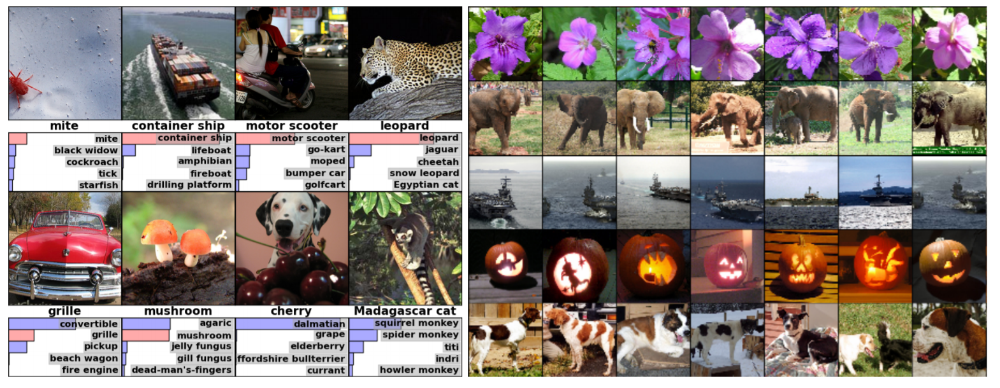 mite container ship motor scooter leopard
mite container ship motor scooter leopard
black widow lifeboat go-kart jaguar
cockroach amphibian moped cheetah
tick fireboat bumper car snow leopard
starfish drilling platform golfcart Egyptian cat
grille mushroom cherry Madagascar cat
convertible agaric dalmatian squirrel monkey
grille mushroom grape spider monkey
pickup jelly fungus elderberry titi
beach wagon gill fungus ffordshire bullterrier indri
fire engine dead-man's-fingers currant howler monkey